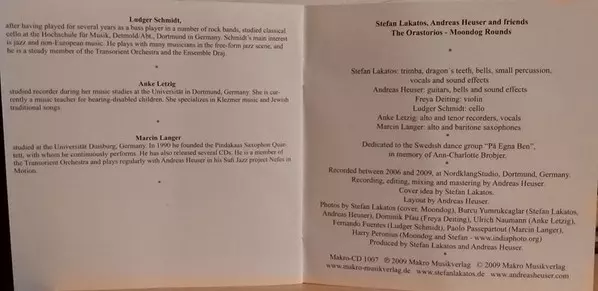 Ludger Schmidt,
after having played for several years as a bass player in a number of rock bands, studied classical
cello at the Hochschule für Musik, Detmold/Abt., Dortmund in Germany. Schmidt's main interest
is jazz and non-European music. He plays with many musicians in the free-form jazz scene, and
he is a steady member of the Transorient Orchestra and the Ensemble Draj.
*
Anke Letzig
studied recorder during her music studies at the Universität in Dortmund, Germany. She is cur-
rently a music teacher for hearing-disabled children. She specializes in Klezmer music and Jewish
traditional songs.
*
Marcin Langer
studied at the Universität Duisburg, Germany. In 1990 he founded the Pindakaas Saxophon Quar-
tett, with whom he continuously performs. He has also released several CDs. He is a member of
the Transorient Orchestra and plays regularly with Andreas Heuser in his Sufi Jazz project Nefes in
Motion.
*
Stefan Lakatos, Andreas Heuser and friends
The Orastorios - Moondog Rounds
*
Stefan Lakatos: trimba, dragon´s teeth, bells, small percussion,
vocals and sound effects
Andreas Heuser: guitars, bells and sound effects
Freya Deiting: violin
Ludger Schmidt: cello
Anke Letzig: alto and tenor recorders, vocals
Marcin Langer: alto and baritone saxophones
*
Dedicated to the Swedish dance group "På Egna Ben",
in memory of Ann-Charlotte Brobjer.
*
Recorded between 2006 and 2009, at NordklangStudio, Dortmund, Germany.
Recording, editing, mixing and mastering by Andreas Heuser.
Cover idea by Stefan Lakatos.
Layout by Andreas Heuser.
Photos by Stefan Lakatos (cover, Moondog), Burcu Yumrukcaglar (Stefan Lakatos,
Andreas Heuser), Dominik Pfau (Freya Deiting), Ulrich Naumann (Anke Letzig),
Fernando Fuentes (Ludger Schmidt), Paolo Passepartout (Marcin Langer),
Harry Peronius (Moondog and Stefan - www.indiaphoto.org)
Produced by Stefan Lakatos and Andreas Heuser.
*
Makro-CD 1007 ℗ 2009 Makro Musikverlag © 2009 Makro Musikverlag
www.makro-musikverlag.de www.stefanlakatos.de www.andreasheuser.com